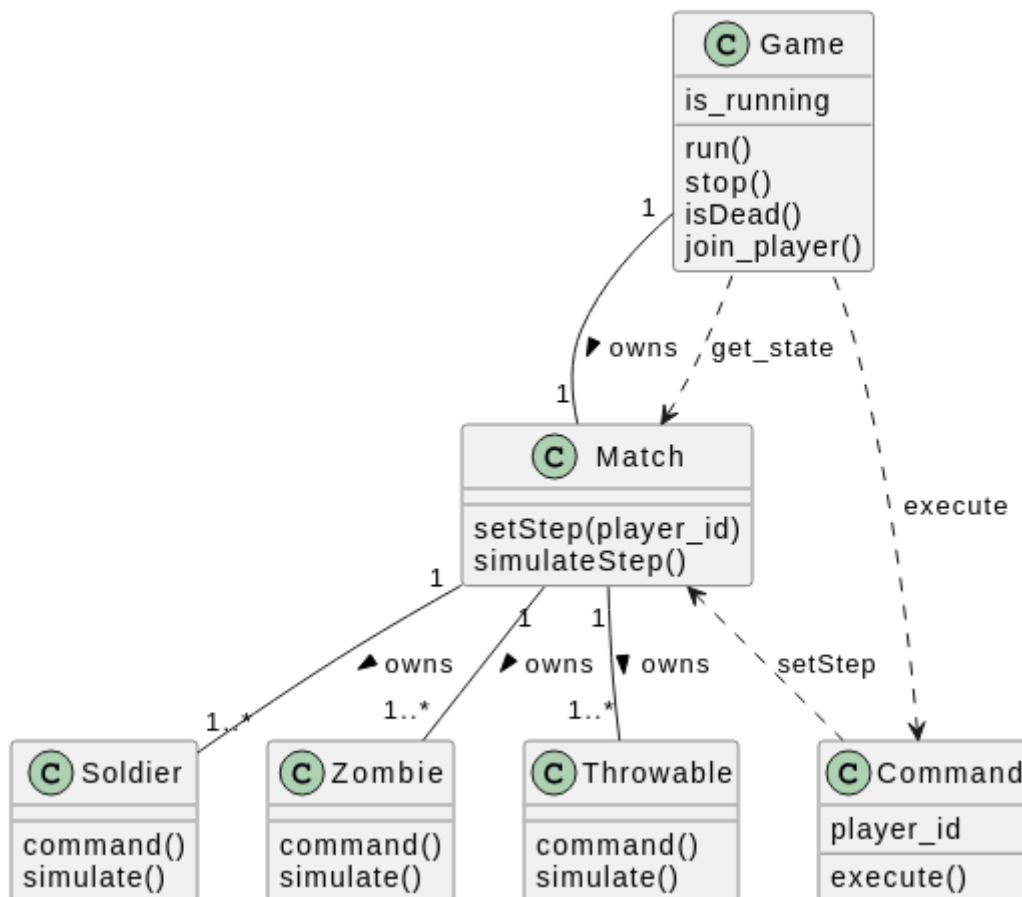 C Game
is_running
run()
stop()
isDead()
join_player()
1
owns
get_state
1
execute
C Match
setStep(player_id)
simulateStep()
1
1
1
owns
owns
owns
setStep
1..*
1..*
1..*
C Soldier
command()
simulate()
C Zombie
command()
simulate()
C Throwable
command()
simulate()
C Command
player_id
execute()